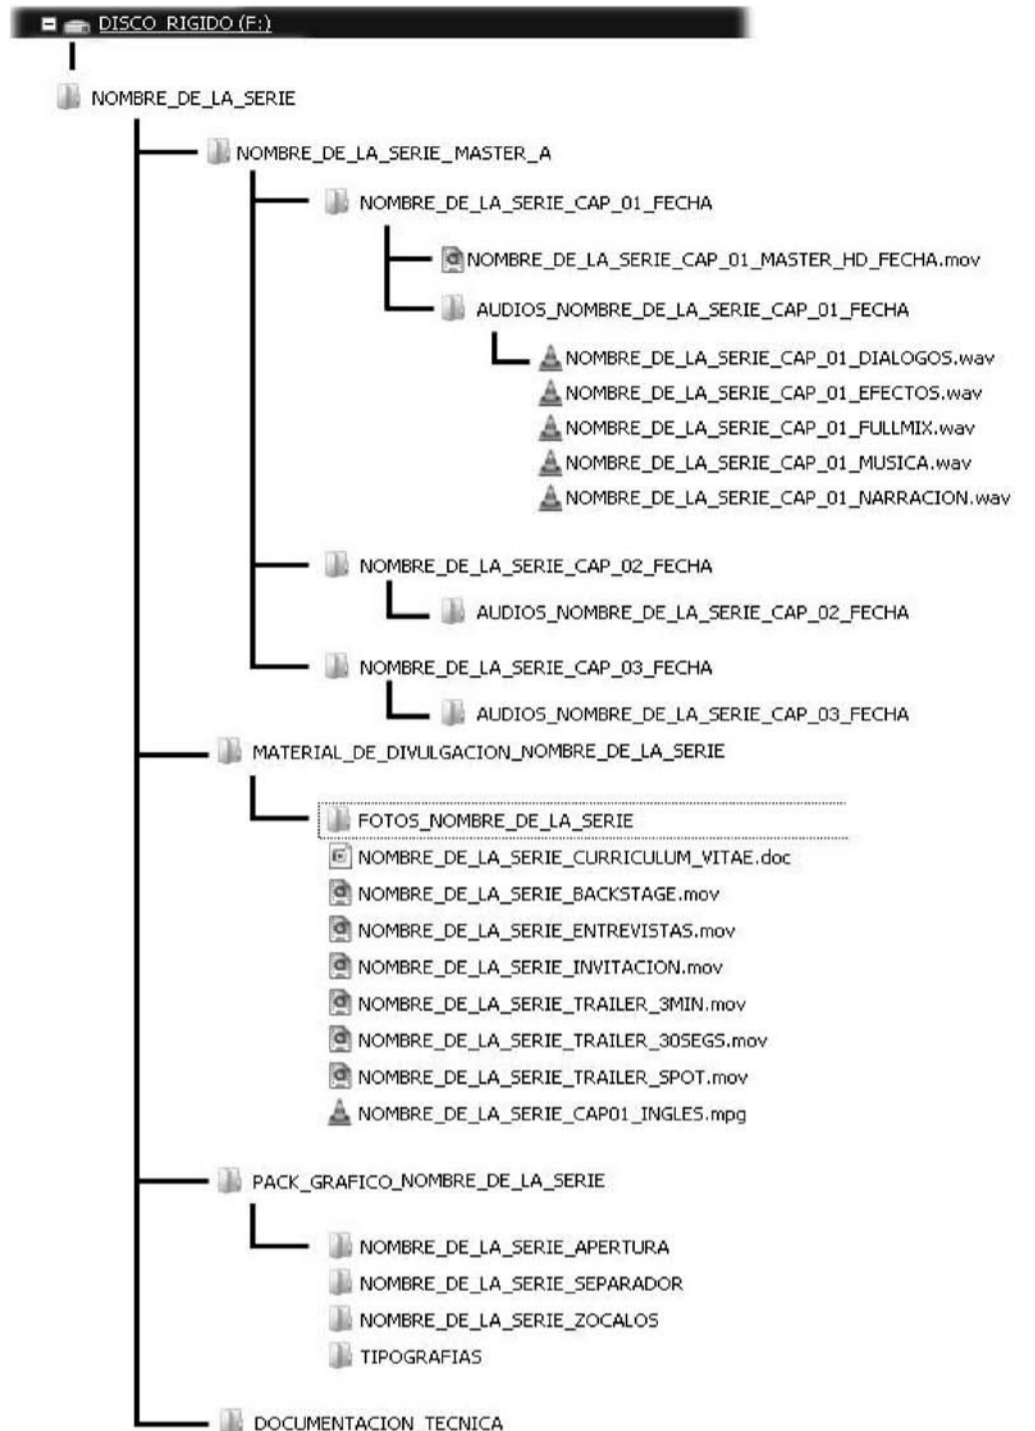 DISCO_RIGIDO (F:)
NOMBRE_DE_LA_SERIE
NOMBRE_DE_LA_SERIE_MASTER_A
NOMBRE_DE_LA_SERIE_CAP_01_FECHA
NOMBRE_DE_LA_SERIE_CAP_01_MASTER_HD_FECHA.mov
AUDIOS_NOMBRE_DE_LA_SERIE_CAP_01_FECHA
NOMBRE_DE_LA_SERIE_CAP_01_DIALOGOS.wav
NOMBRE_DE_LA_SERIE_CAP_01_EFECTOS.wav
NOMBRE_DE_LA_SERIE_CAP_01_FULLMIX.wav
NOMBRE_DE_LA_SERIE_CAP_01_MUSICA.wav
NOMBRE_DE_LA_SERIE_CAP_01_NARRACION.wav
NOMBRE_DE_LA_SERIE_CAP_02_FECHA
AUDIOS_NOMBRE_DE_LA_SERIE_CAP_02_FECHA
NOMBRE_DE_LA_SERIE_CAP_03_FECHA
AUDIOS_NOMBRE_DE_LA_SERIE_CAP_03_FECHA
MATERIAL_DE_DIVULGACION_NOMBRE_DE_LA_SERIE
FOTOS_NOMBRE_DE_LA_SERIE
NOMBRE_DE_LA_SERIE_CURRICULUM_VITAE.doc
NOMBRE_DE_LA_SERIE_BACKSTAGE.mov
NOMBRE_DE_LA_SERIE_ENTREVISTAS.mov
NOMBRE_DE_LA_SERIE_INVITACION.mov
NOMBRE_DE_LA_SERIE_TRAILER_3MIN.mov
NOMBRE_DE_LA_SERIE_TRAILER_30SEGS.mov
NOMBRE_DE_LA_SERIE_TRAILER_SPOT.mov
NOMBRE_DE_LA_SERIE_CAP01_INGLES.mpg
PACK_GRAFICO_NOMBRE_DE_LA_SERIE
NOMBRE_DE_LA_SERIE_APERTURA
NOMBRE_DE_LA_SERIE_SEPARADOR
NOMBRE_DE_LA_SERIE_ZOCALOS
TIPOGRAFIAS
DOCUMENTACION_TECNICA